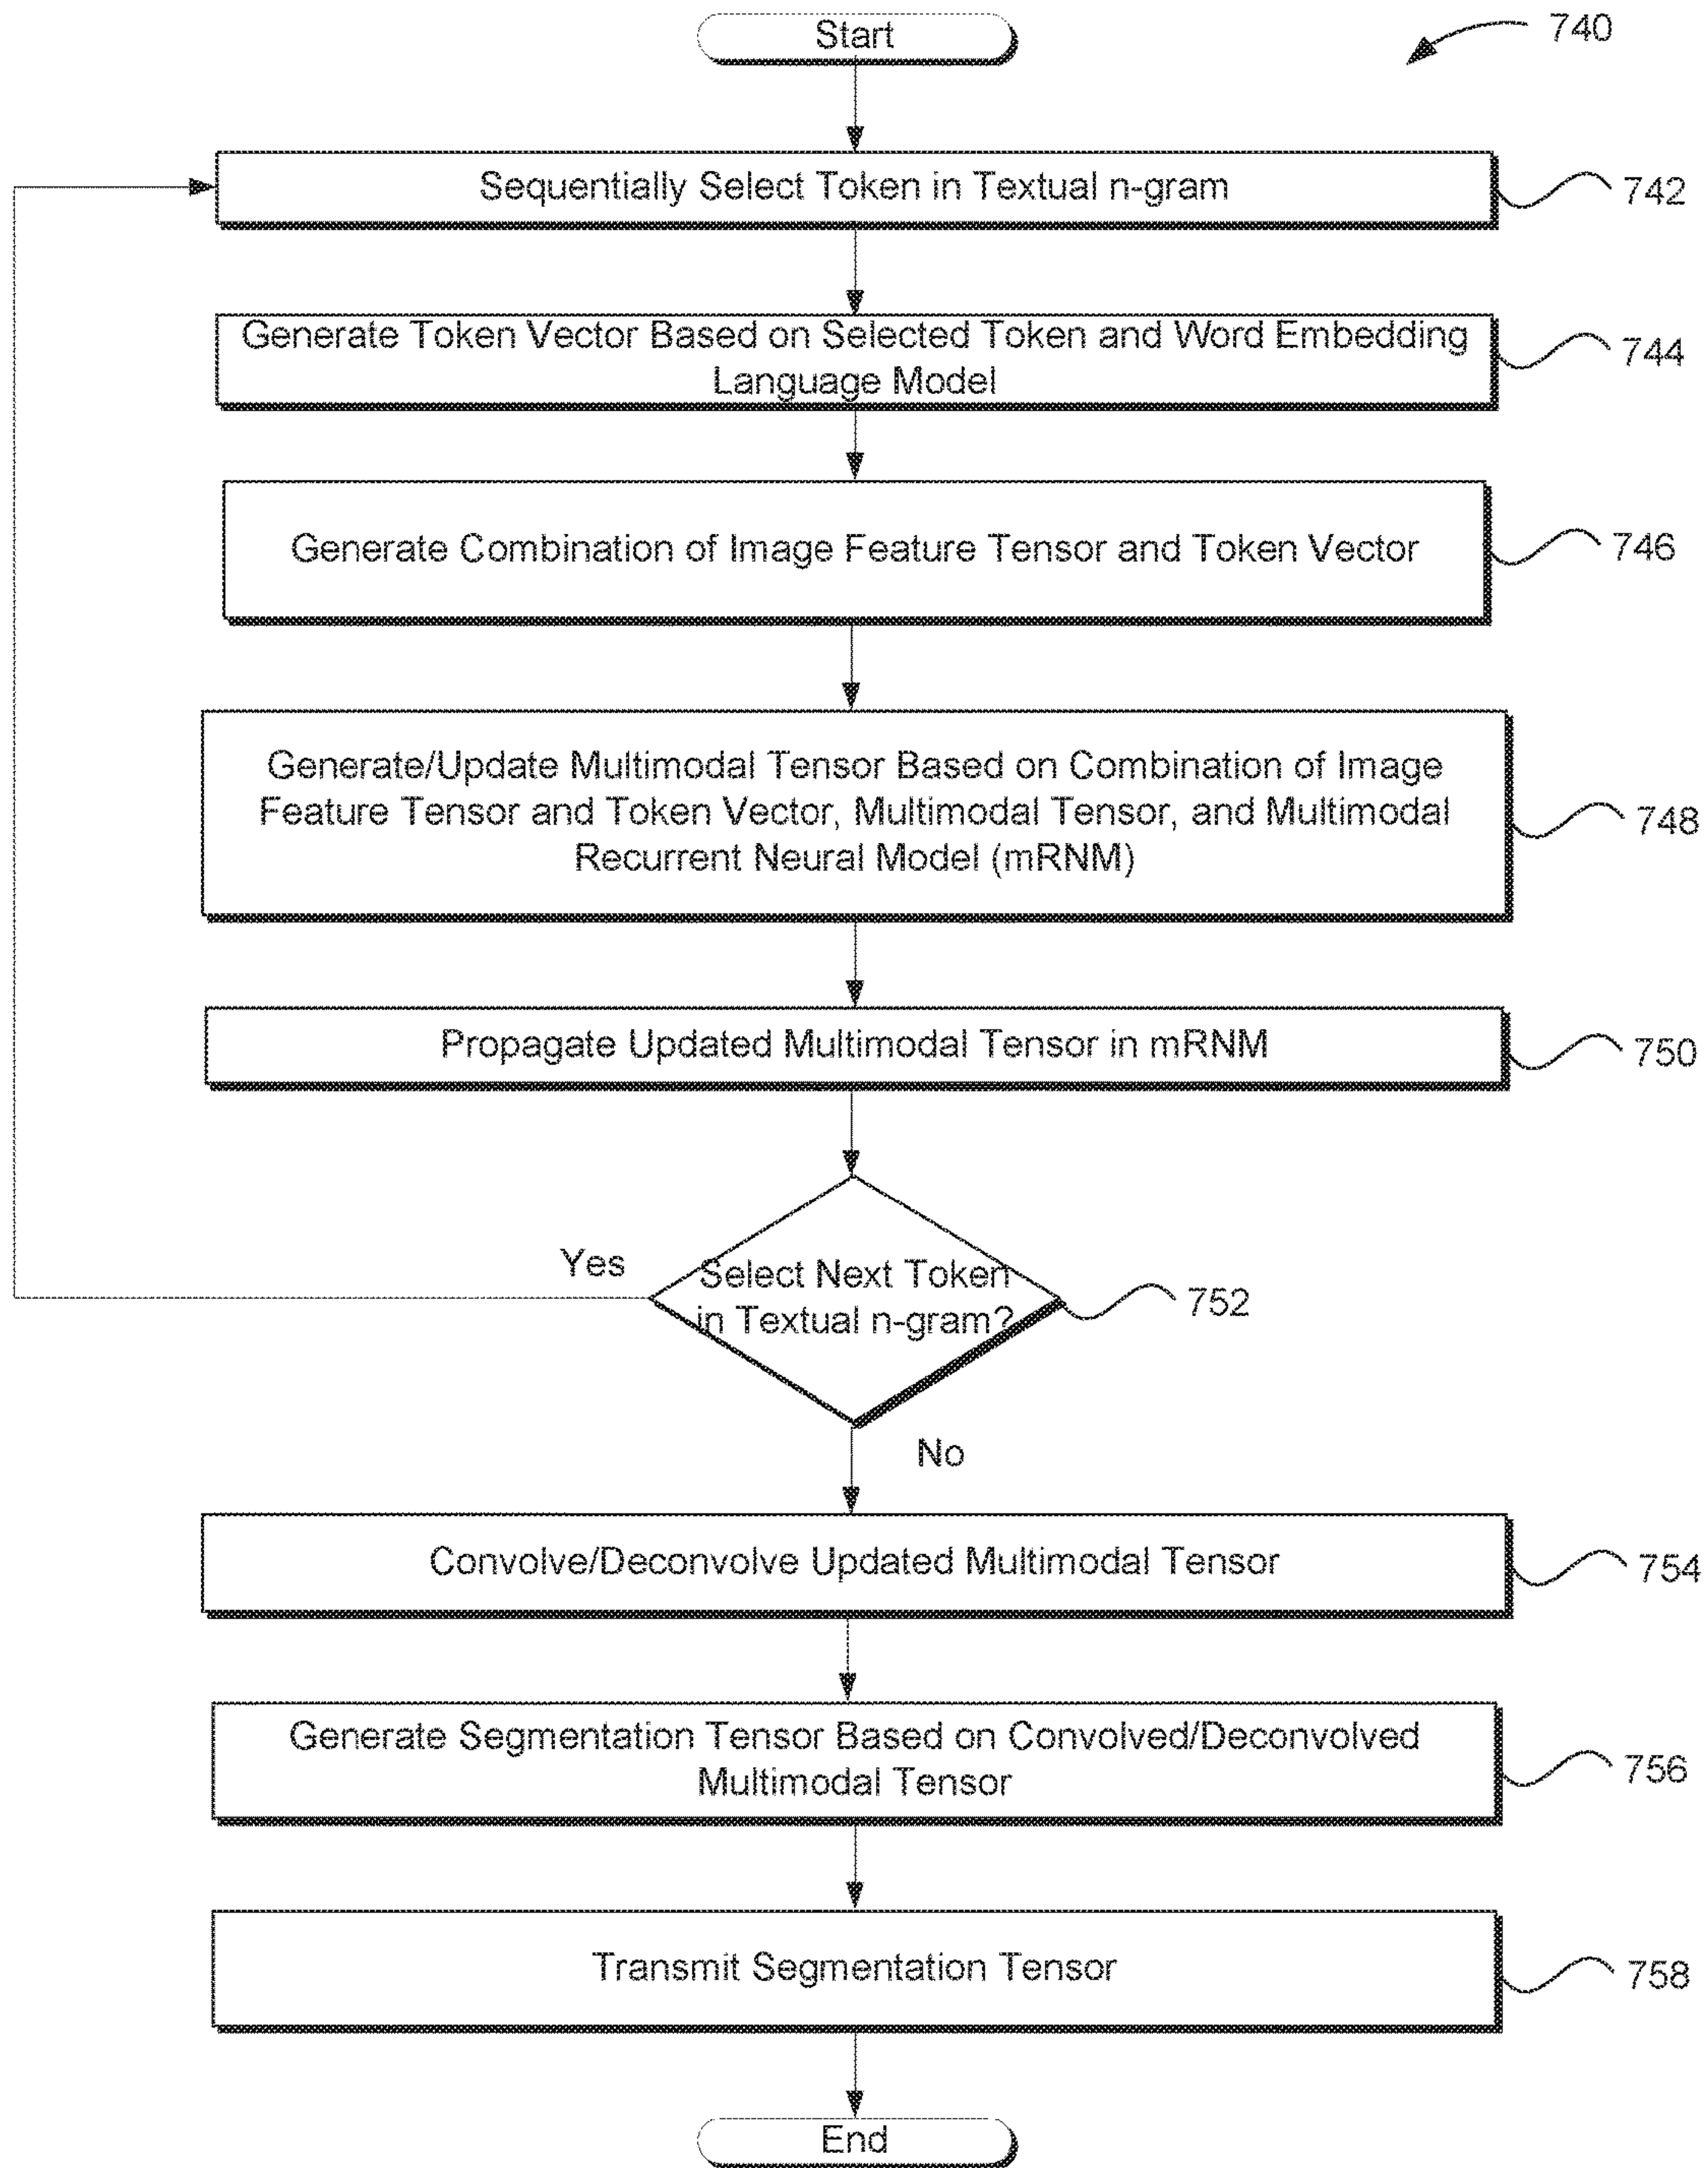 Start
740
Sequentially Select Token in Textual n-gram
742
Generate Token Vector Based on Selected Token and Word Embedding
Language Model
744
Generate Combination of Image Feature Tensor and Token Vector
746
Generate/Update Multimodal Tensor Based on Combination of Image
Feature Tensor and Token Vector, Multimodal Tensor, and Multimodal
Recurrent Neural Model (mRNM)
748
Propagate Updated Multimodal Tensor in mRNM
750
Yes
Select Next Token
in Textual n-gram?
752
No
Convolve/Deconvolve Updated Multimodal Tensor
754
Generate Segmentation Tensor Based on Convolved/Deconvolved
Multimodal Tensor
756
Transmit Segmentation Tensor
758
End